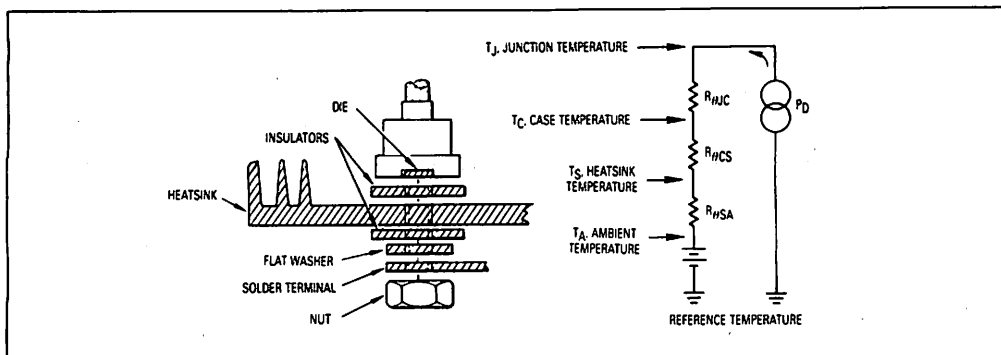 DIE
INSULATORS
HEATSINK
FLAT WASHER
SOLDER TERMINAL
NUT
TJ, JUNCTION TEMPERATURE
RθJC
PD
TC, CASE TEMPERATURE
RθCS
TS, HEATSINK
TEMPERATURE
RθSA
TA, AMBIENT
TEMPERATURE
REFERENCE TEMPERATURE